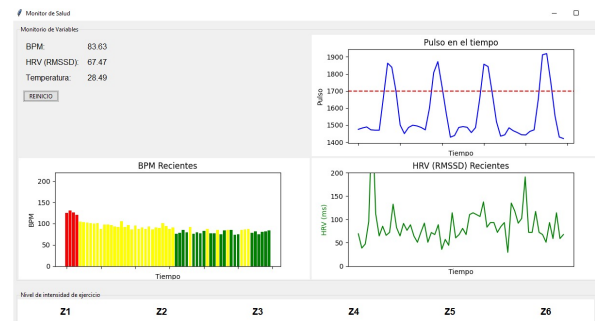 Monitor de Salud
Monitorio de Variables
BPM: 83.63
HRV (RMSSD): 67.47
Temperatura: 28.49
REINICIO
Pulso en el tiempo
1900
1800
1700
1600
1500
1400
Pulso
Tiempo
BPM Recientes
200
150
100
50
0
BPM
Tiempo
HRV (RMSSD) Recientes
200
150
100
50
0
HRV (ms)
Tiempo
Nivel de intensidad de ejercicio
Z1 Z2 Z3 Z4 Z5 Z6